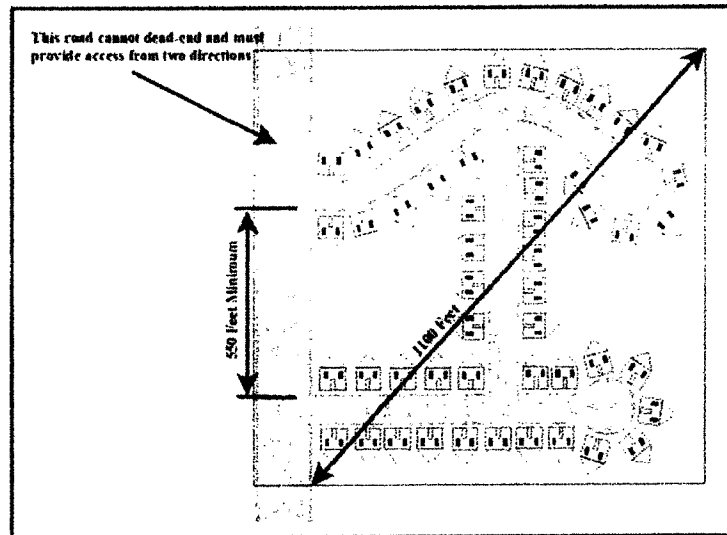 This road cannot dead-end and must
provide access from two directions
550 Feet Minimum
1100 Feet